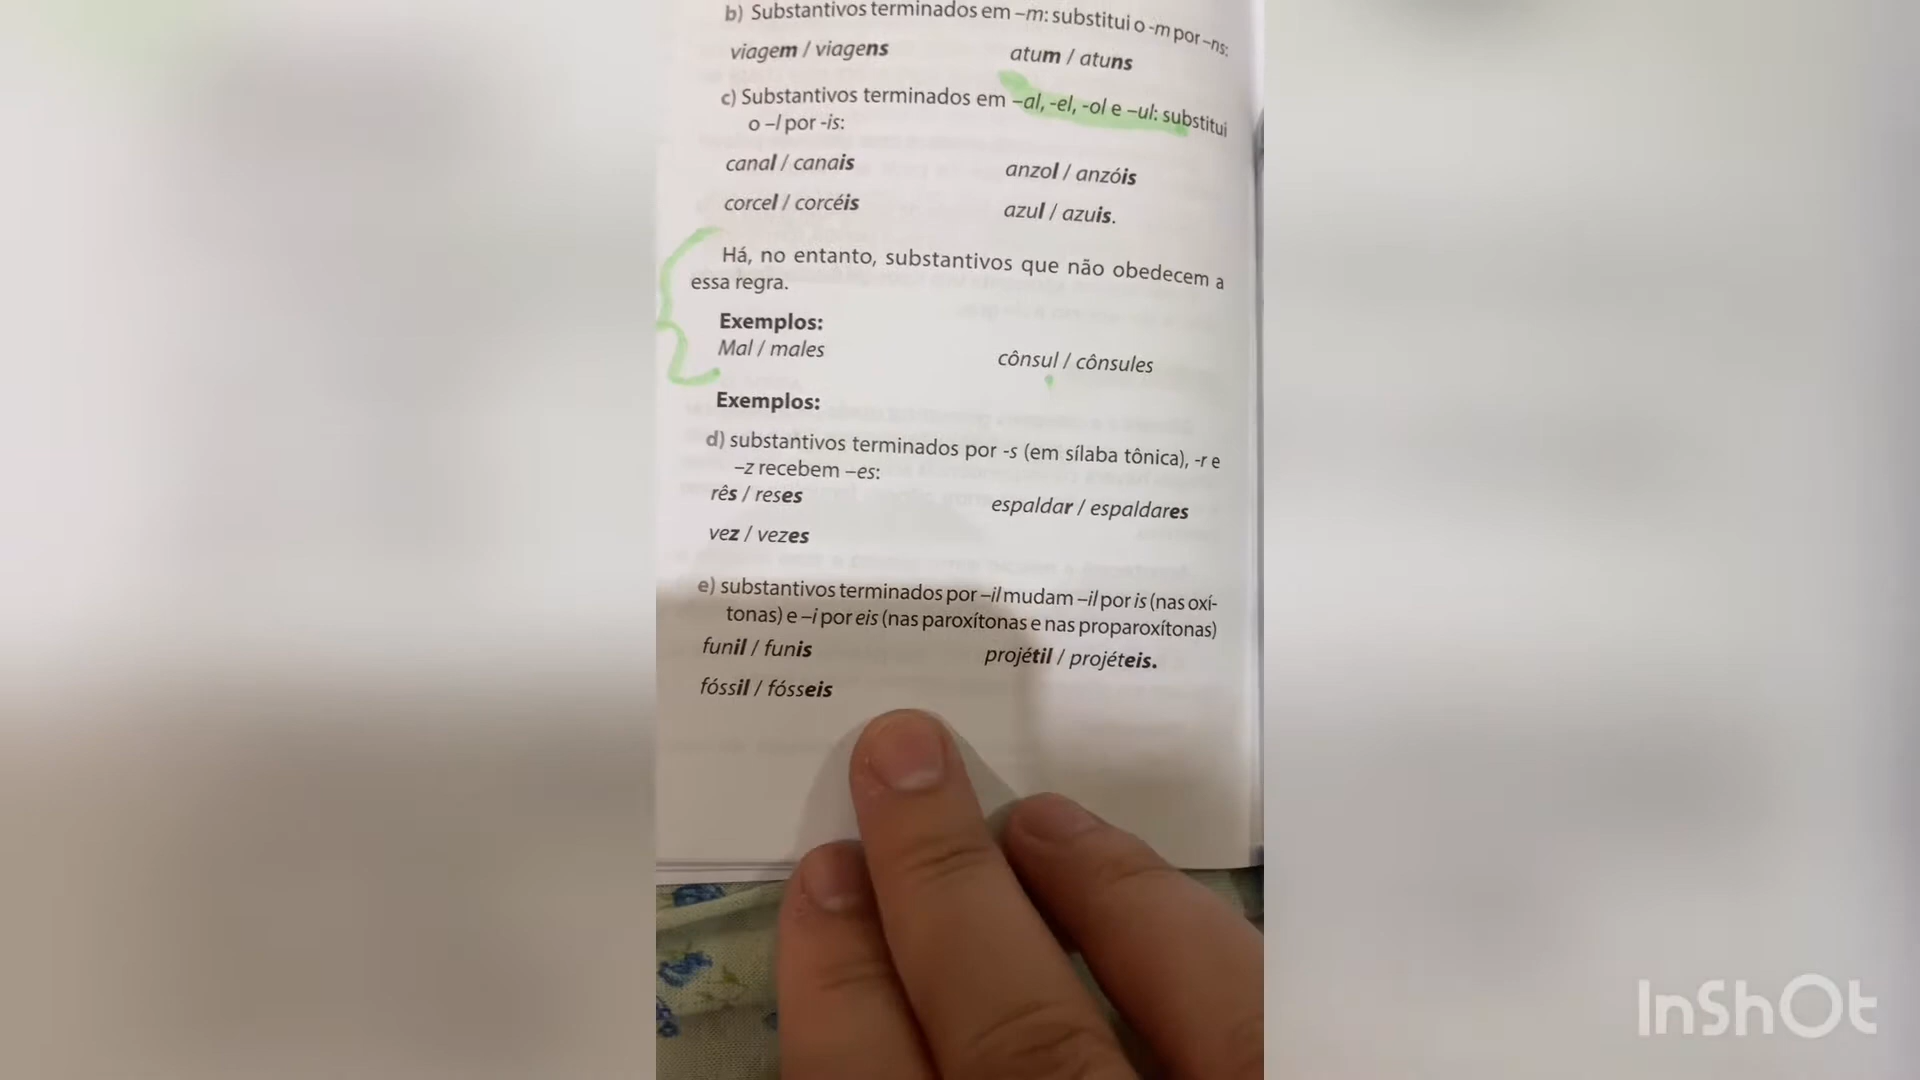 b) Substantivos terminados em –m: substitui o -m por –ns:
viagem / viagens atum / atuns
c) Substantivos terminados em –al, -el, -ol e –ul: substitui
o –l por -is:
canal / canais anzol / anzóis
corcel / corcéis azul / azuis.
Há, no entanto, substantivos que não obedecem a
essa regra.
Exemplos:
Mal / males cônsul / cônsules
Exemplos:
d) substantivos terminados por -s (em sílaba tônica), -r e
–z recebem –es:
rês / reses espaldar / espaldares
vez / vezes
e) substantivos terminados por –il mudam –il por is (nas oxí-
tonas) e –i por eis (nas paroxítonas e nas proparoxítonas)
funil / funis projétil / projéteis.
fóssil / fósseis
InShOt